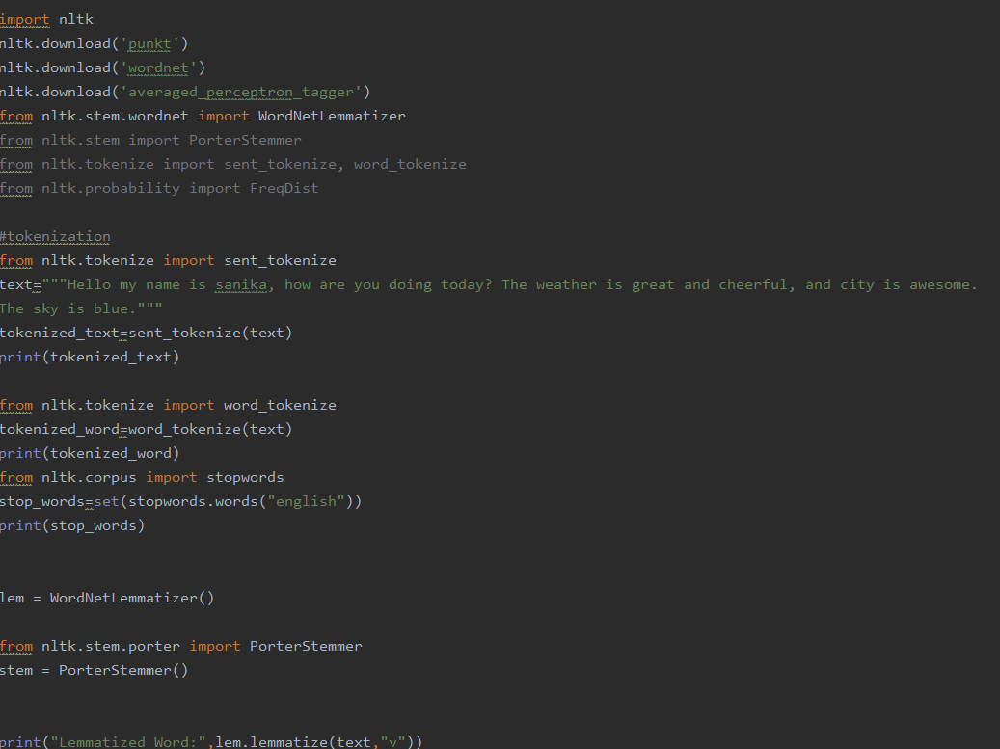 import nltk
nltk.download('punkt')
nltk.download('wordnet')
nltk.download('averaged_perceptron_tagger')
from nltk.stem.wordnet import WordNetLemmatizer
from nltk.stem import PorterStemmer
from nltk.tokenize import sent_tokenize, word_tokenize
from nltk.probability import FreqDist
#tokenization
from nltk.tokenize import sent_tokenize
text="""Hello my name is sanika, how are you doing today? The weather is great and cheerful, and city is awesome.
The sky is blue."""
tokenized_text=sent_tokenize(text)
print(tokenized_text)
from nltk.tokenize import word_tokenize
tokenized_word=word_tokenize(text)
print(tokenized_word)
from nltk.corpus import stopwords
stop_words=set(stopwords.words("english"))
print(stop_words)
lem = WordNetLemmatizer()
from nltk.stem.porter import PorterStemmer
stem = PorterStemmer()
print("Lemmatized Word:",lem.lemmatize(text,"v"))